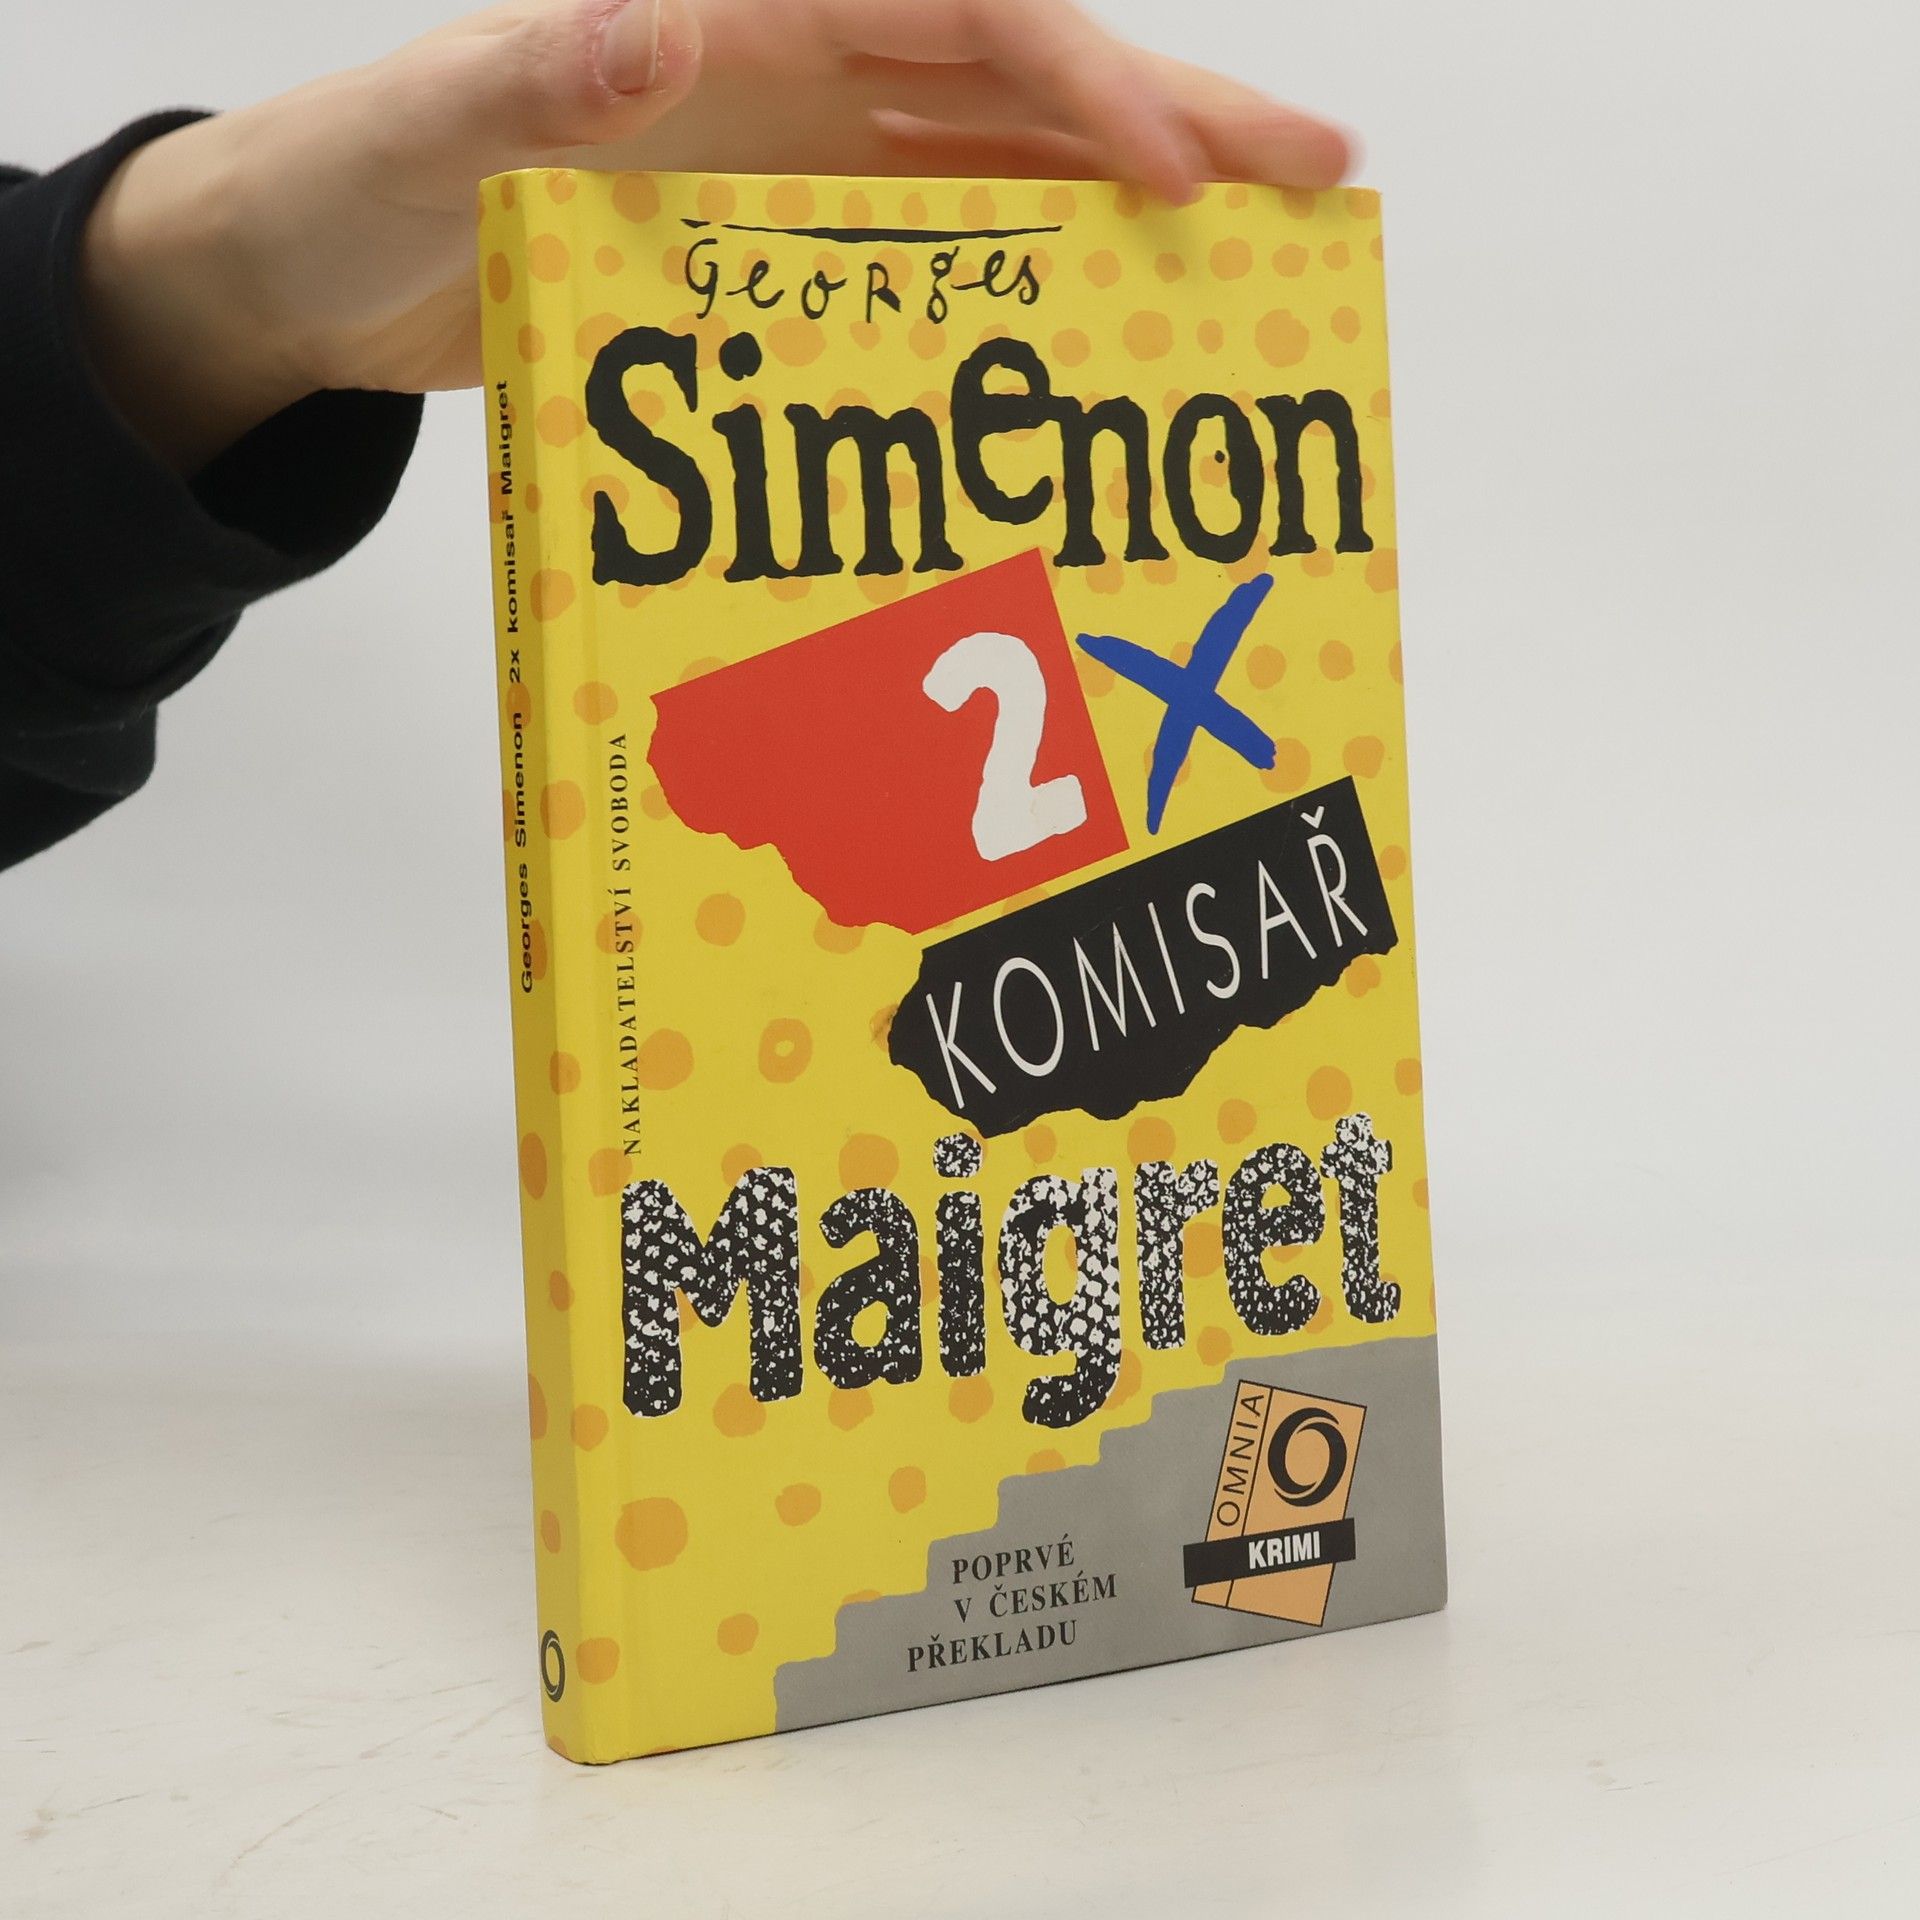 Georges Simenon 2x komisař Maigret
Georges
Simenon
2x
KOMISAŘ
Maigret
NAKLADATELSTVÍ SVOBODA
POPRVÉ
V ČESKÉM
PŘEKLADU
OMNIA
KRIMI